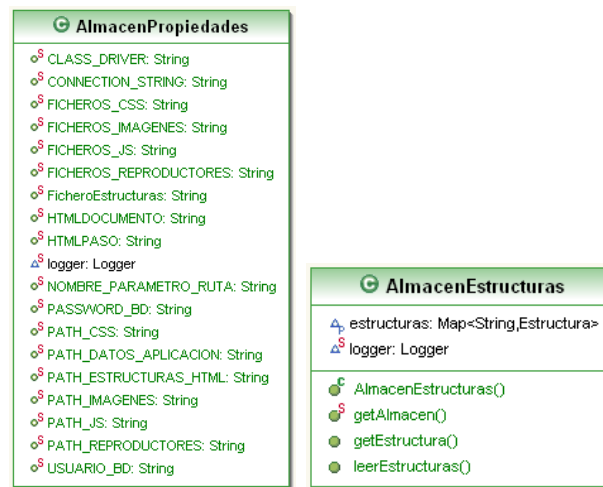 AlmacenPropiedades
CLASS_DRIVER: String
CONNECTION_STRING: String
FICHEROS_CSS: String
FICHEROS_IMAGENES: String
FICHEROS_JS: String
FICHEROS_REPRODUCTORES: String
FicheroEstructuras: String
HTMLDOCUMENTO: String
HTMLPASO: String
logger: Logger
NOMBRE_PARAMETRO_RUTA: String
PASSWORD_BD: String
PATH_CSS: String
PATH_DATOS_APLICACION: String
PATH_ESTRUCTURAS_HTML: String
PATH_IMAGENES: String
PATH_JS: String
PATH_REPRODUCTORES: String
USUARIO_BD: String
AlmacenEstructuras
estructuras: Map<String,Estructura>
logger: Logger
AlmacenEstructuras()
getAlmacen()
getEstructura()
leerEstructuras()